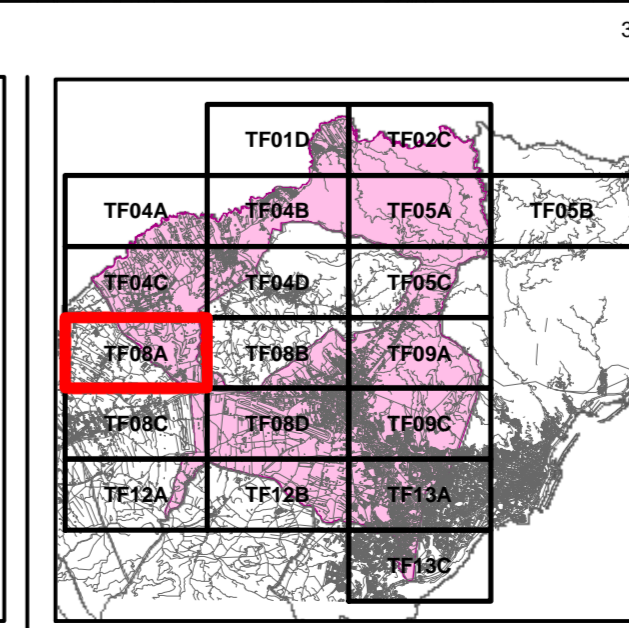 3
TF01D TF02C
TF04A TF04B TF05A TF05B
TF04C TF04D TF05C
TF08A TF08B TF09A
TF08C TF08D TF09C
TF12A TF12B TF13A
TF13C